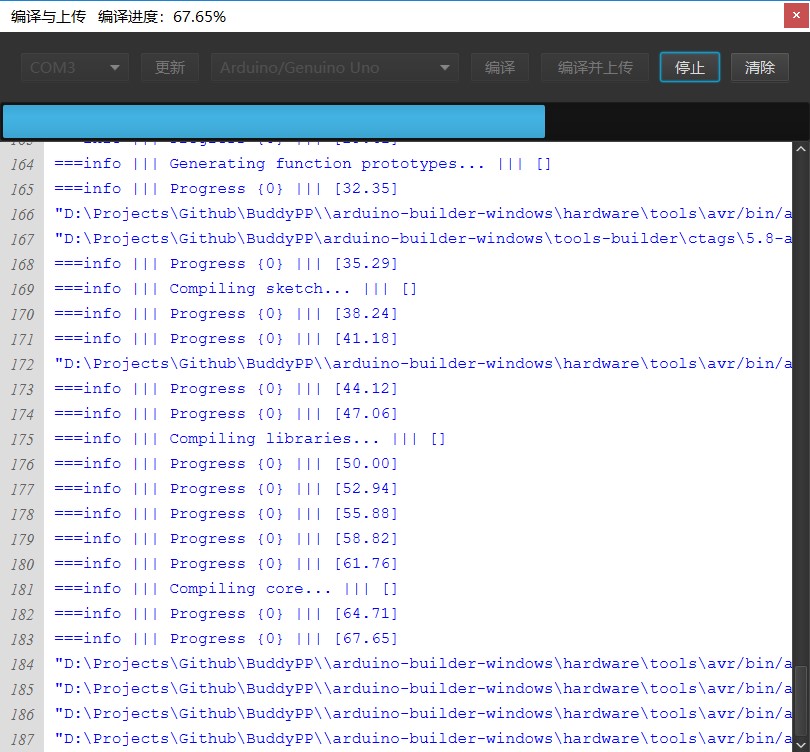 编译与上传 编译进度：67.65%
COM3 更新 Arduino/Genuino Uno 编译 编译并上传 停止 清除
164 ===info ||| Generating function prototypes... ||| []
165 ===info ||| Progress {0} ||| [32.35]
166 "D:\Projects\Github\BuddyPP\\arduino-builder-windows\hardware\tools\avr/bin/a
167 "D:\Projects\Github\BuddyPP\arduino-builder-windows\tools-builder\ctags\5.8-a
168 ===info ||| Progress {0} ||| [35.29]
169 ===info ||| Compiling sketch... ||| []
170 ===info ||| Progress {0} ||| [38.24]
171 ===info ||| Progress {0} ||| [41.18]
172 "D:\Projects\Github\BuddyPP\\arduino-builder-windows\hardware\tools\avr/bin/a
173 ===info ||| Progress {0} ||| [44.12]
174 ===info ||| Progress {0} ||| [47.06]
175 ===info ||| Compiling libraries... ||| []
176 ===info ||| Progress {0} ||| [50.00]
177 ===info ||| Progress {0} ||| [52.94]
178 ===info ||| Progress {0} ||| [55.88]
179 ===info ||| Progress {0} ||| [58.82]
180 ===info ||| Progress {0} ||| [61.76]
181 ===info ||| Compiling core... ||| []
182 ===info ||| Progress {0} ||| [64.71]
183 ===info ||| Progress {0} ||| [67.65]
184 "D:\Projects\Github\BuddyPP\\arduino-builder-windows\hardware\tools\avr/bin/a
185 "D:\Projects\Github\BuddyPP\\arduino-builder-windows\hardware\tools\avr/bin/a
186 "D:\Projects\Github\BuddyPP\\arduino-builder-windows\hardware\tools\avr/bin/a
187 "D:\Projects\Github\BuddyPP\\arduino-builder-windows\hardware\tools\avr/bin/a